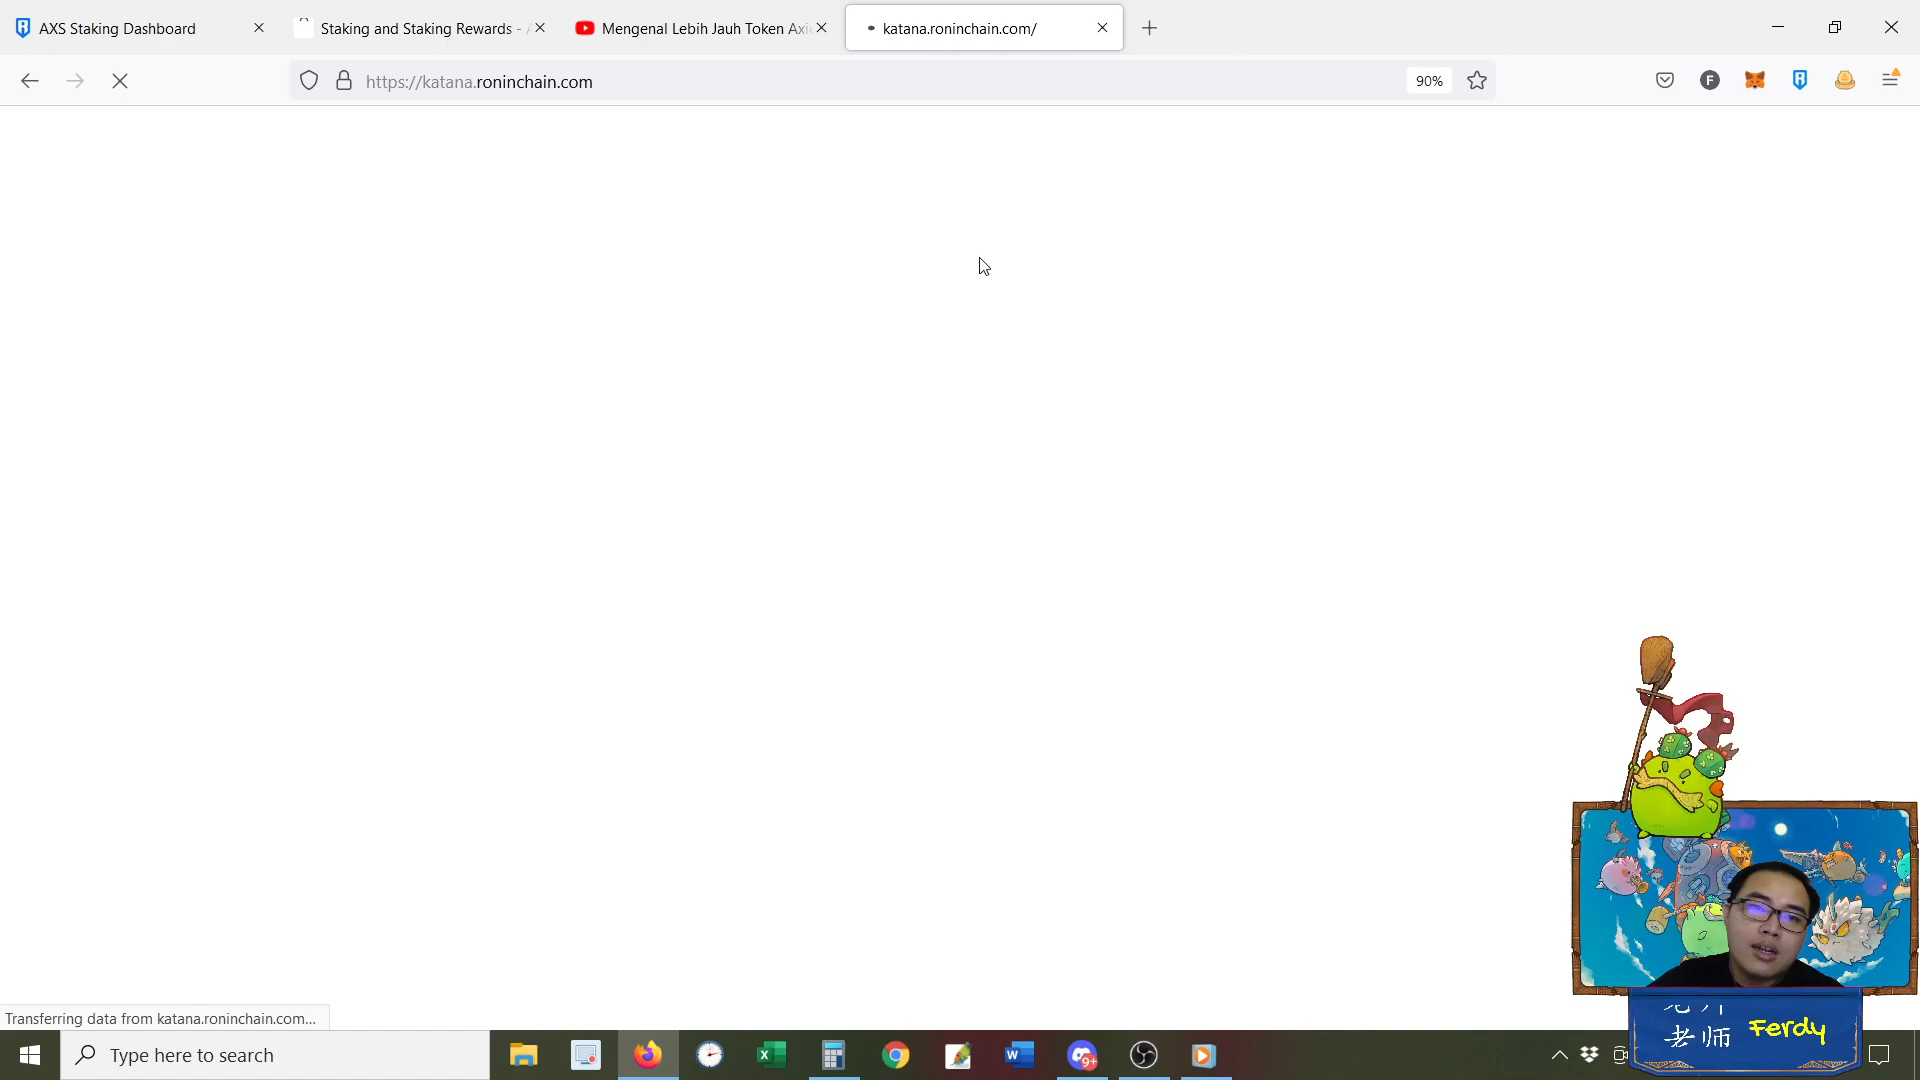 AXS Staking Dashboard
Staking and Staking Rewards -
Mengenal Lebih Jauh Token Axi
katana.roninchain.com/
https://katana.roninchain.com
90%
F
Transferring data from katana.roninchain.com...
Type here to search
9+
老师
Ferdy